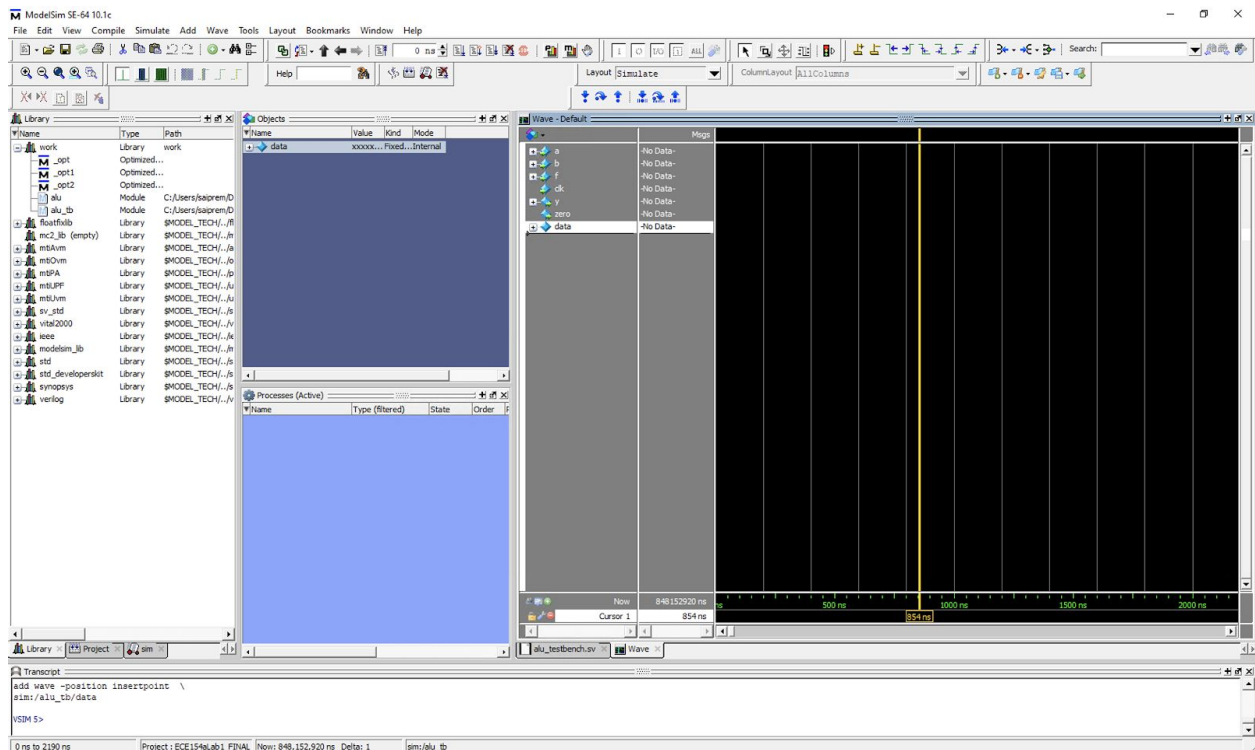 ModelSim SE-64 10.1c
File Edit View Compile Simulate Add Wave Tools Layout Bookmarks Window Help
0 ns
Search:
Help
Layout Simulate
ColumnLayout AllColumns
Library
Name Type Path
work Library work
_opt Optimized...
_opt1 Optimized...
_opt2 Optimized...
alu Module C:/Users/saiprem/D
alu_tb Module C:/Users/saiprem/D
floatfixlib Library $MODEL_TECH/../fl
mc2_lib (empty) Library $MODEL_TECH/../m
mtiAvm Library $MODEL_TECH/../a
mtiOvm Library $MODEL_TECH/../o
mtiPA Library $MODEL_TECH/../p
mtiUPF Library $MODEL_TECH/../u
mtiUvm Library $MODEL_TECH/../u
sv_std Library $MODEL_TECH/../s
vital2000 Library $MODEL_TECH/../v
ieee Library $MODEL_TECH/../ie
modelsim_lib Library $MODEL_TECH/../m
std Library $MODEL_TECH/../s
std_developerskit Library $MODEL_TECH/../s
synopsys Library $MODEL_TECH/../s
verilog Library $MODEL_TECH/../v
Library Project sim
Objects
Name Value Kind Mode
data xxxxx... Fixed... Internal
Processes (Active)
Name Type (filtered) State Order
Wave - Default
Msgs
a -No Data-
b -No Data-
f -No Data-
clk -No Data-
y -No Data-
zero -No Data-
data -No Data-
Now 848152920 ns
Cursor 1 854 ns
ns 500 ns 1000 ns 1500 ns 2000 ns
854 ns
alu_testbench.sv Wave
Transcript
add wave -position insertpoint \
sim:/alu_tb/data
VSIM 5>
0 ns to 2190 ns Project : ECE154aLab1_FINAL Now: 848,152,920 ns Delta: 1 sim:/alu_tb